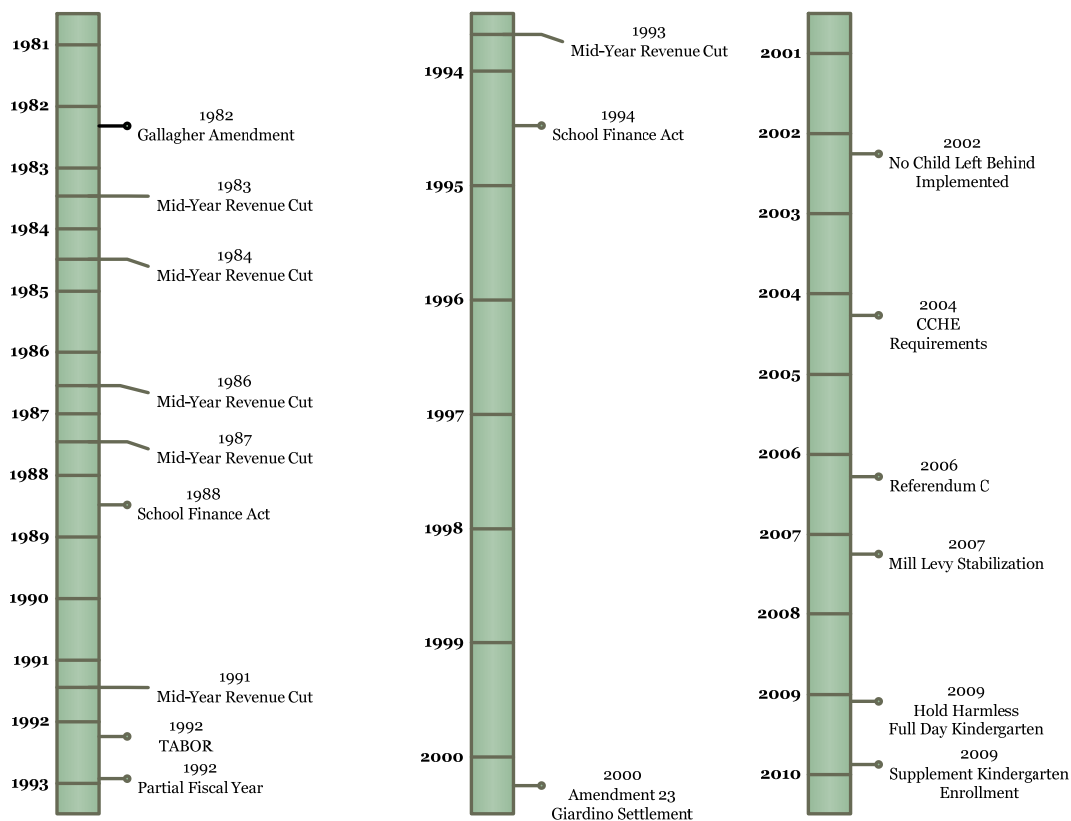 1981
1982
1982
Gallagher Amendment
1983
1983
Mid-Year Revenue Cut
1984
1984
Mid-Year Revenue Cut
1985
1986
1986
Mid-Year Revenue Cut
1987
1987
Mid-Year Revenue Cut
1988
1988
School Finance Act
1989
1990
1991
1991
Mid-Year Revenue Cut
1992
1992
TABOR
1992
Partial Fiscal Year
1993
1993
Mid-Year Revenue Cut
1994
1994
School Finance Act
1995
1996
1997
1998
1999
2000
2000
Amendment 23
Giardino Settlement
2001
2002
2002
No Child Left Behind
Implemented
2003
2004
2004
CCHE
Requirements
2005
2006
2006
Referendum C
2007
2007
Mill Levy Stabilization
2008
2009
2009
Hold Harmless
Full Day Kindergarten
2009
Supplement Kindergarten
Enrollment
2010